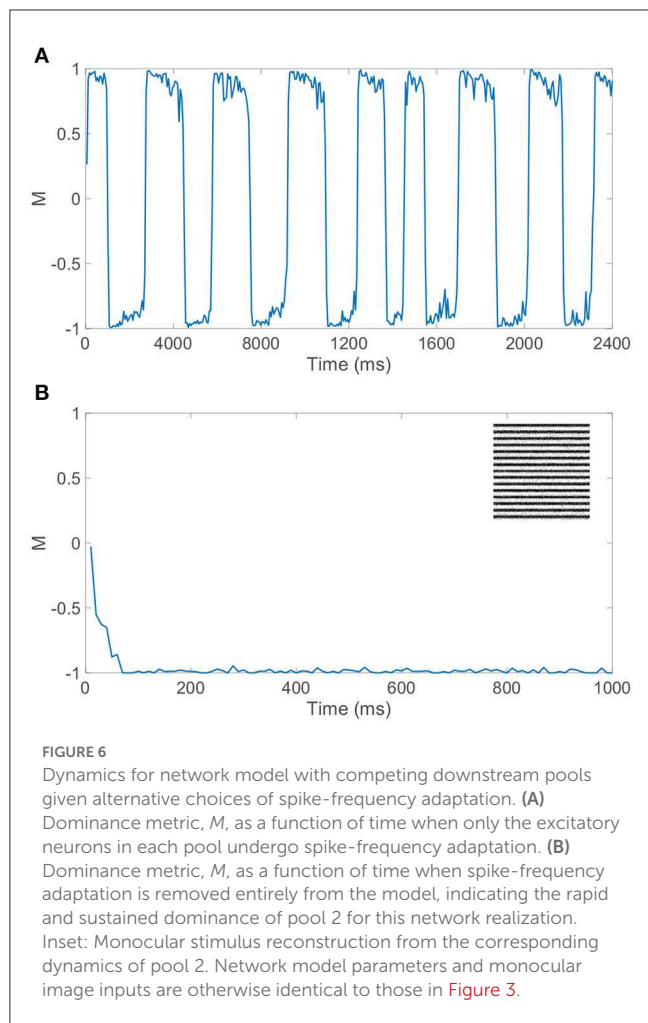 A
1
0.5
0
-0.5
-1
M
0 4000 8000 1200 1600 2000 2400
Time (ms)
B
1
0.5
0
-0.5
-1
M
0 200 400 600 800 1000
Time (ms)
FIGURE 6
Dynamics for network model with competing downstream pools
given alternative choices of spike-frequency adaptation. (A)
Dominance metric, M, as a function of time when only the excitatory
neurons in each pool undergo spike-frequency adaptation. (B)
Dominance metric, M, as a function of time when spike-frequency
adaptation is removed entirely from the model, indicating the rapid
and sustained dominance of pool 2 for this network realization.
Inset: Monocular stimulus reconstruction from the corresponding
dynamics of pool 2. Network model parameters and monocular
image inputs are otherwise identical to those in Figure 3.